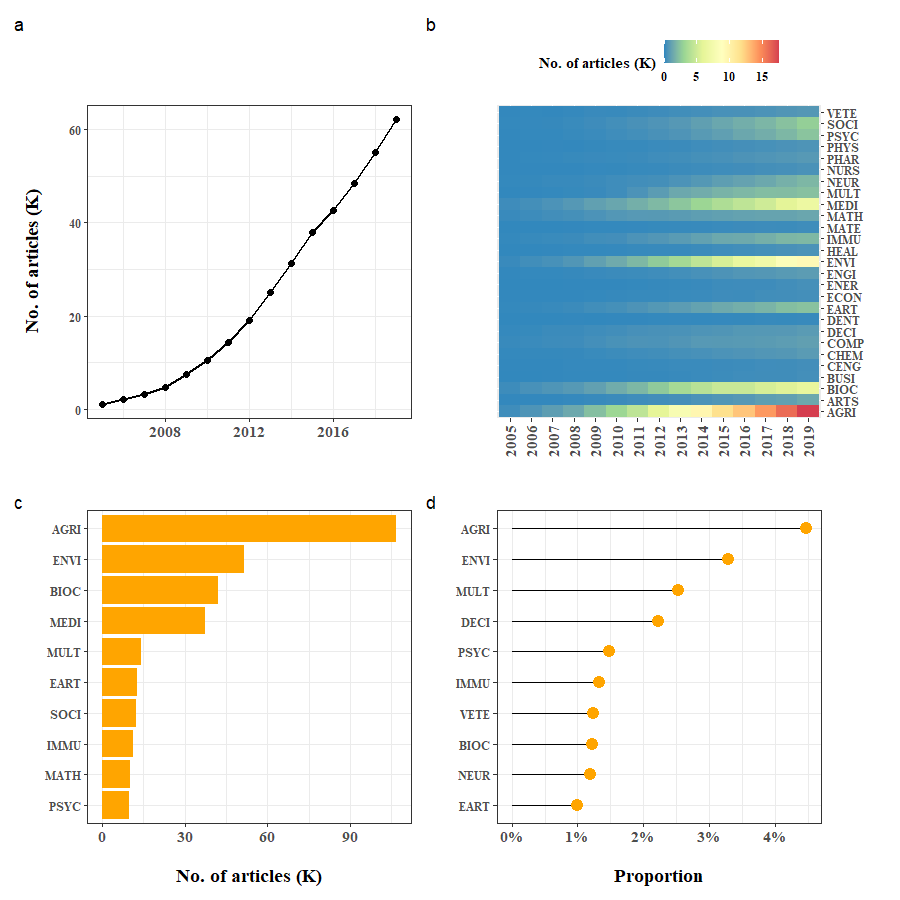 a
No. of articles (K)
60
40
20
0
2008 2012 2016
b
No. of articles (K)
0 5 10 15
VETE
SOCI
PSYC
PHYS
PHAR
NURS
NEUR
MULT
MEDI
MATH
MATE
IMMU
HEAL
ENVI
ENGI
ENER
ECON
EART
DENT
DECI
COMP
CHEM
CENG
BUSI
BIOC
ARTS
AGRI
2005 2006 2007 2008 2009 2010 2011 2012 2013 2014 2015 2016 2017 2018 2019
c
AGRI
ENVI
BIOC
MEDI
MULT
EART
SOCI
IMMU
MATH
PSYC
0 30 60 90
No. of articles (K)
d
AGRI
ENVI
MULT
DECI
PSYC
IMMU
VETE
BIOC
NEUR
EART
0% 1% 2% 3% 4%
Proportion